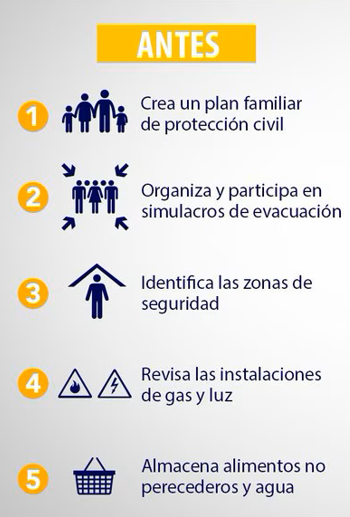 ANTES
1
Crea un plan familiar
de protección civil
2
Organiza y participa en
simulacros de evacuación
3
Identifica las zonas de
seguridad
4
Revisa las instalaciones
de gas y luz
5
Almacena alimentos no
perecederos y agua